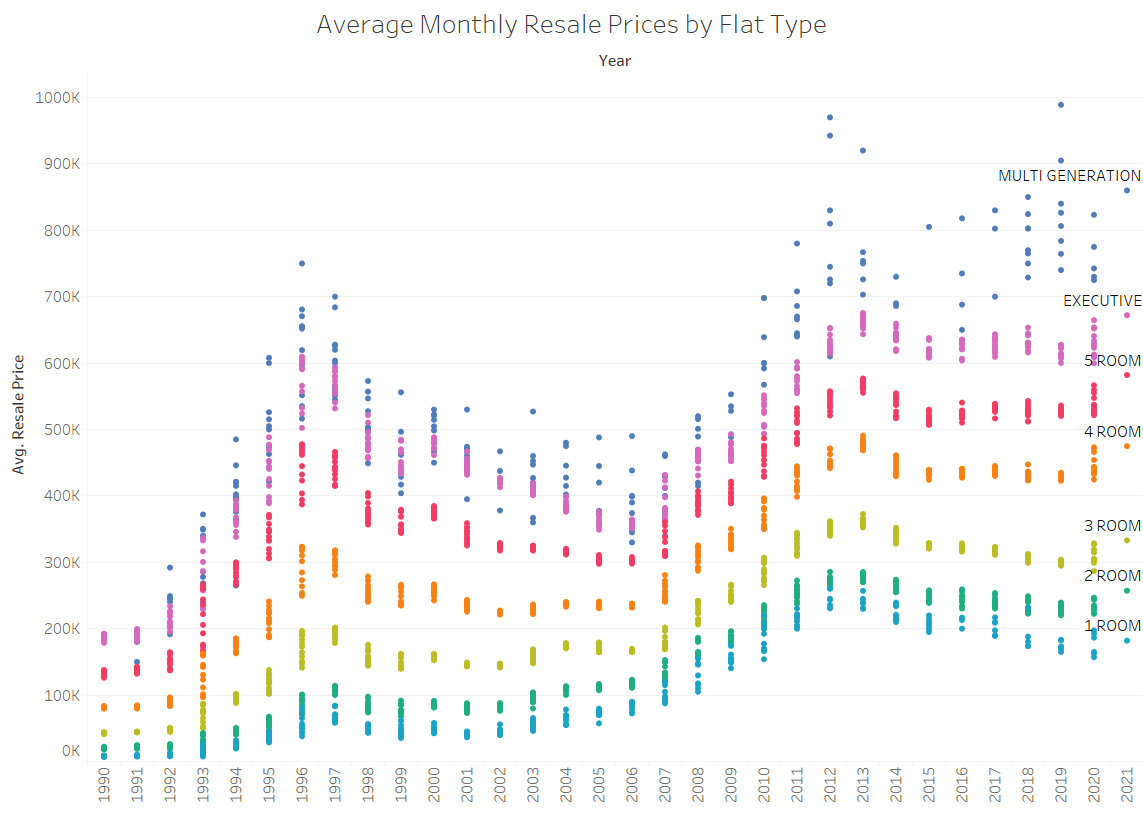 Average Monthly Resale Prices by Flat Type
Year
1000K
900K
MULTI GENERATION
800K
700K
EXECUTIVE
600K
5 ROOM
500K
4 ROOM
400K
3 ROOM
300K
2 ROOM
200K
1 ROOM
100K
0K
Avg. Resale Price
1990 1991 1992 1993 1994 1995 1996 1997 1998 1999 2000 2001 2002 2003 2004 2005 2006 2007 2008 2009 2010 2011 2012 2013 2014 2015 2016 2017 2018 2019 2020 2021